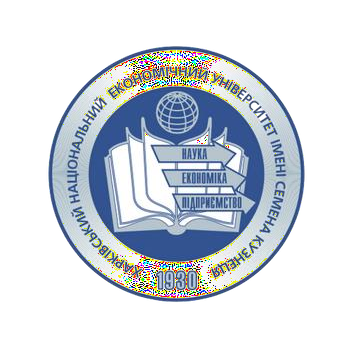 ХАРКІВСЬКИЙ НАЦІОНАЛЬНИЙ ЕКОНОМІЧНИЙ УНІВЕРСИТЕТ ІМЕНІ СЕМЕНА КУЗНЕЦЯ
НАУКА
ЕКОНОМІКА
ПІДПРИЄМСТВО
1930